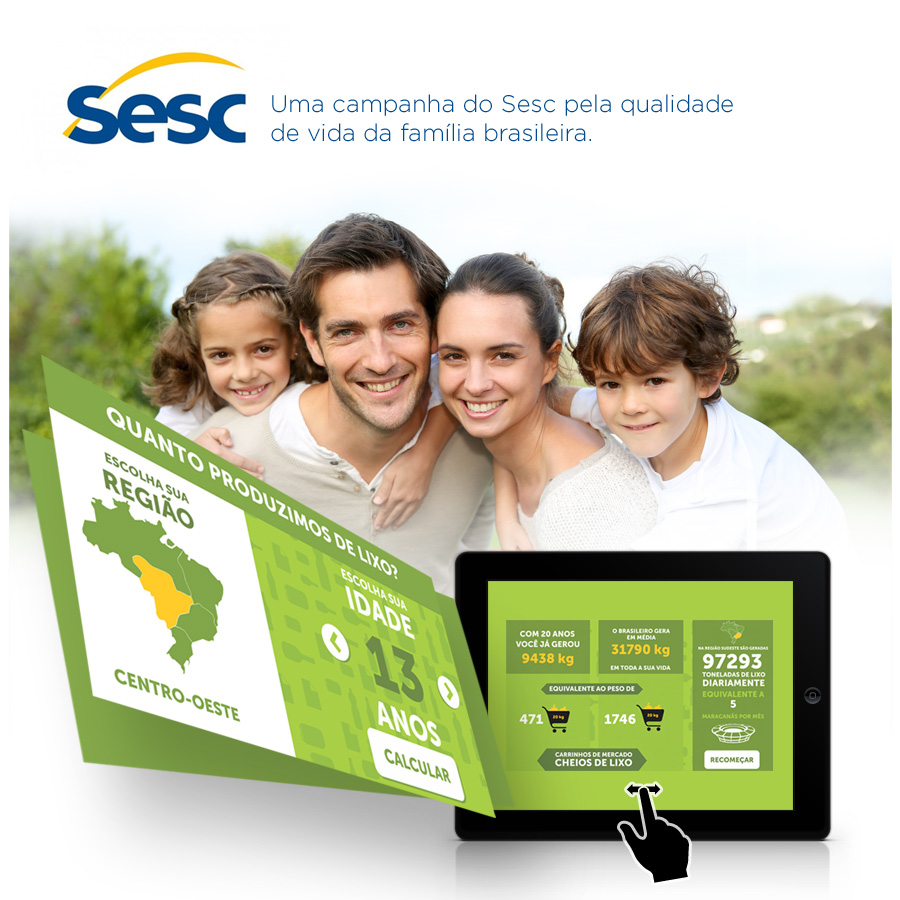 Sesc
Uma campanha do Sesc pela qualidade
de vida da família brasileira.
QUANTO PRODUZIMOS DE LIXO?
ESCOLHA SUA
REGIÃO
CENTRO-OESTE
ESCOLHA SUA
IDADE
13
ANOS
CALCULAR
COM 20 ANOS
VOCÊ JÁ GEROU
9438 kg
O BRASILEIRO GERA
EM MÉDIA
31790 kg
EM TODA A SUA VIDA
EQUIVALENTE AO PESO DE
471
20 kg
1746
20 kg
CARRINHOS DE MERCADO
CHEIOS DE LIXO
NA REGIÃO SUDESTE SÃO GERADAS
97293
TONELADAS DE LIXO
DIARIAMENTE
EQUIVALENTE A
5
MARACANÃS POR MÊS
RECOMEÇAR